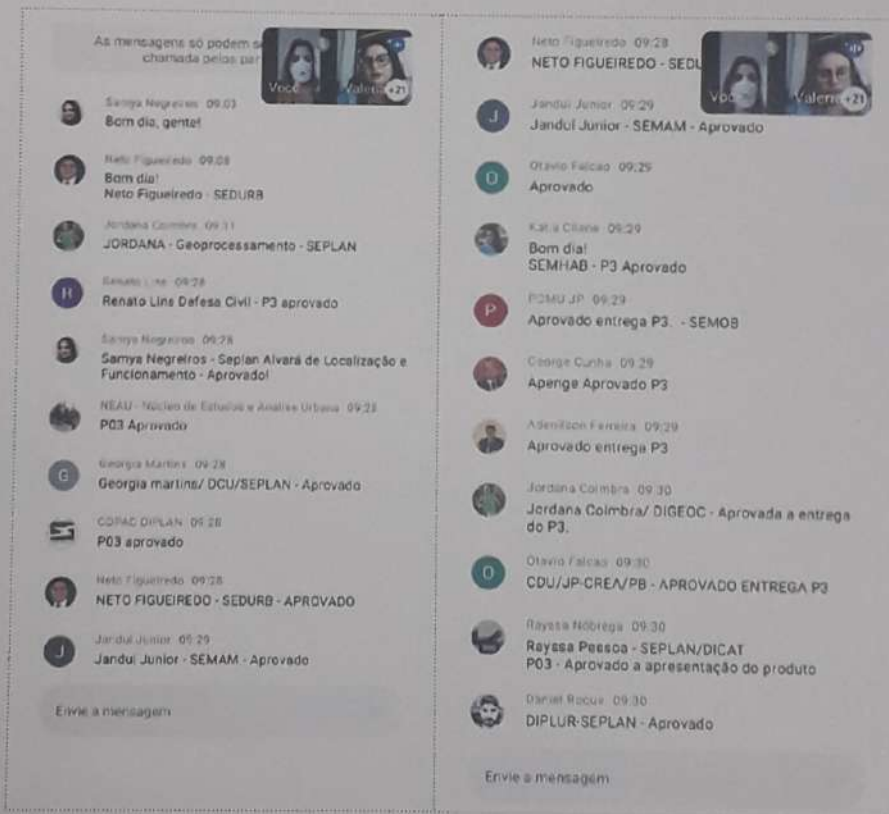 As mensagens só podem se
chamada pelos par
Você
Valeria
+21
Samya Negreiros 09:03
Bom dia, gente!
Neto Figueiredo 09:08
Bom dia!
Neto Figueiredo - SEDURB
Jordana Coimbra 09:11
JORDANA - Geoprocessamento - SEPLAN
R
Renato Lins 09:28
Renato Lins Defesa Civil - P3 aprovado
Samya Negreiros 09:28
Samya Negreiros - Seplan Alvará de Localização e
Funcionamento - Aprovado!
NEAU - Núcleo de Estudos e Análise Urbana 09:28
P03 Aprovado
G
Georgia Martins 09:28
Georgia martins/ DCU/SEPLAN - Aprovado
COPAC DIPLAN 09:28
P03 aprovado
Neto Figueiredo 09:28
NETO FIGUEIREDO - SEDURB - APROVADO
J
Jandui Junior 09:29
Jandui Junior - SEMAM - Aprovado
Envie a mensagem
Neto Figueiredo 09:28
NETO FIGUEIREDO - SEDU
Você
Valeria
+21
J
Jandui Junior 09:29
Jandui Junior - SEMAM - Aprovado
O
Otavio Falcao 09:29
Aprovado
Katia Cilene 09:29
Bom dia!
SEMHAB - P3 Aprovado
P
PDMU JP 09:29
Aprovado entrega P3. - SEMOB
George Cunha 09:29
Apenge Aprovado P3
Adenilson Ferreira 09:29
Aprovado entrega P3
Jordana Coimbra 09:30
Jordana Coimbra/ DIGEOC - Aprovada a entrega
do P3.
O
Otavio Falcao 09:30
CDU/JP-CREA/PB - APROVADO ENTREGA P3
Rayssa Nóbrega 09:30
Rayssa Pessoa - SEPLAN/DICAT
P03 - Aprovado a apresentação do produto
Daniel 09:30
DIPLUR-SEPLAN - Aprovado
Envie a mensagem